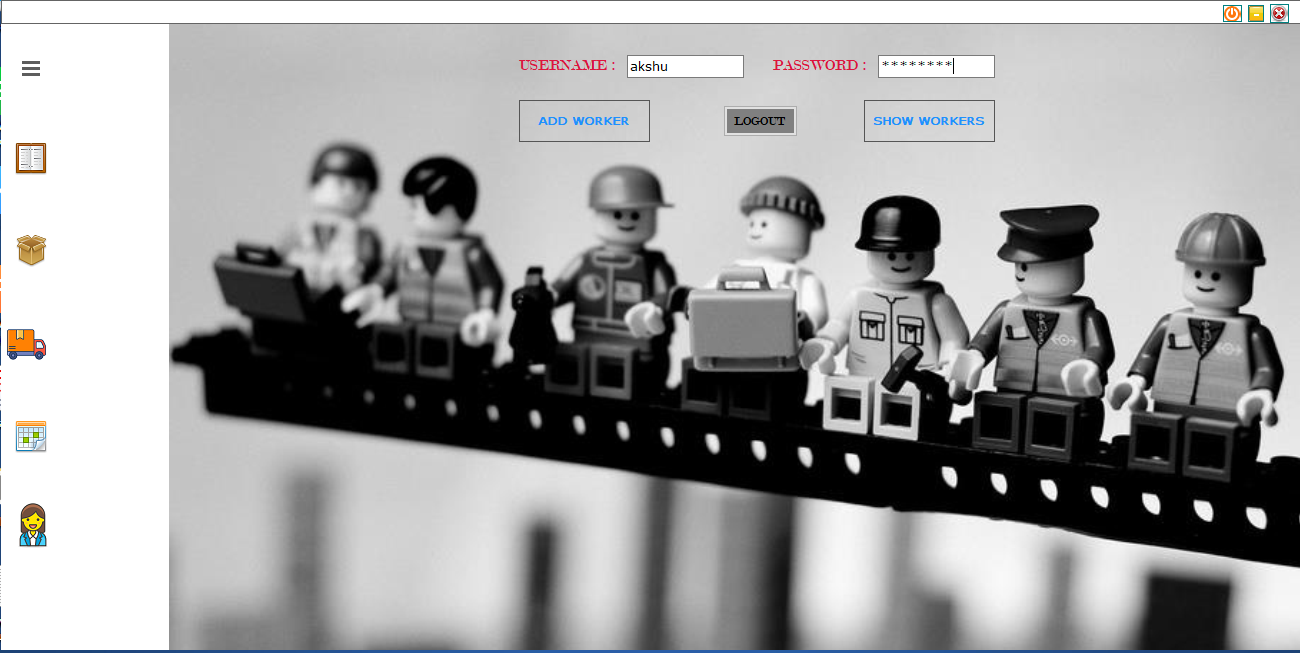 USERNAME : akshu PASSWORD : ********
ADD WORKER LOGOUT SHOW WORKERS